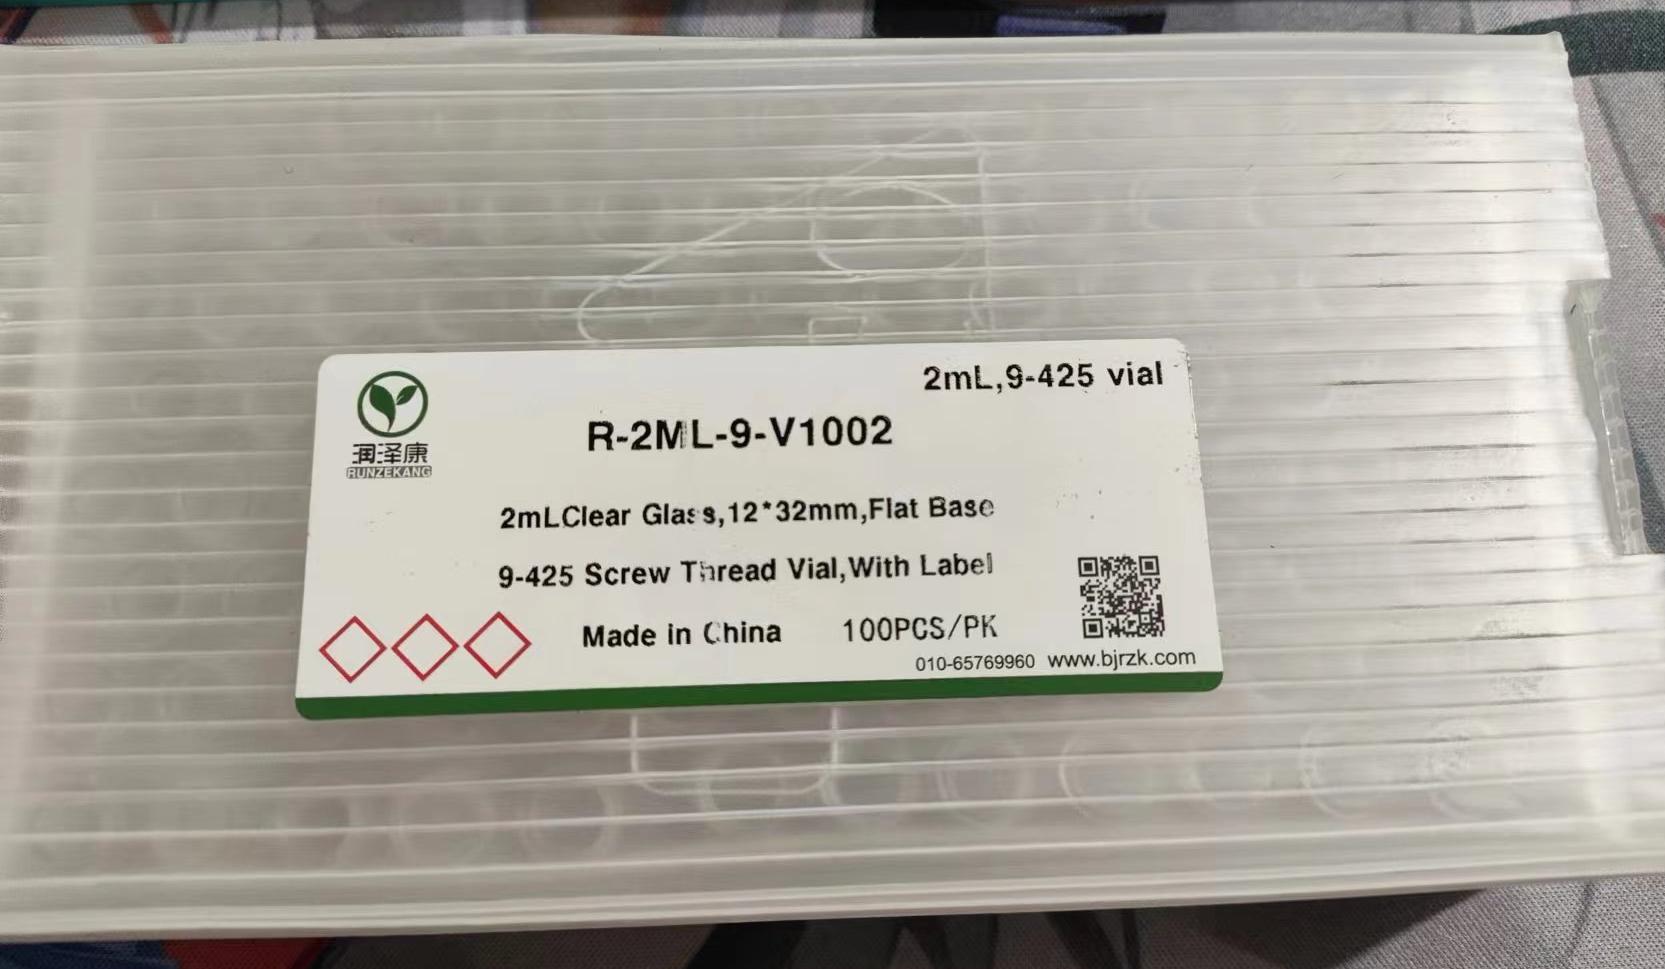 2mL,9-425 vial
R-2ML-9-V1002
润泽康
RUNZEKANG
2mLClear Glass,12*32mm,Flat Base
9-425 Screw Thread Vial,With Label
Made in China 100PCS/PK
010-65769960 www.bjrzk.com